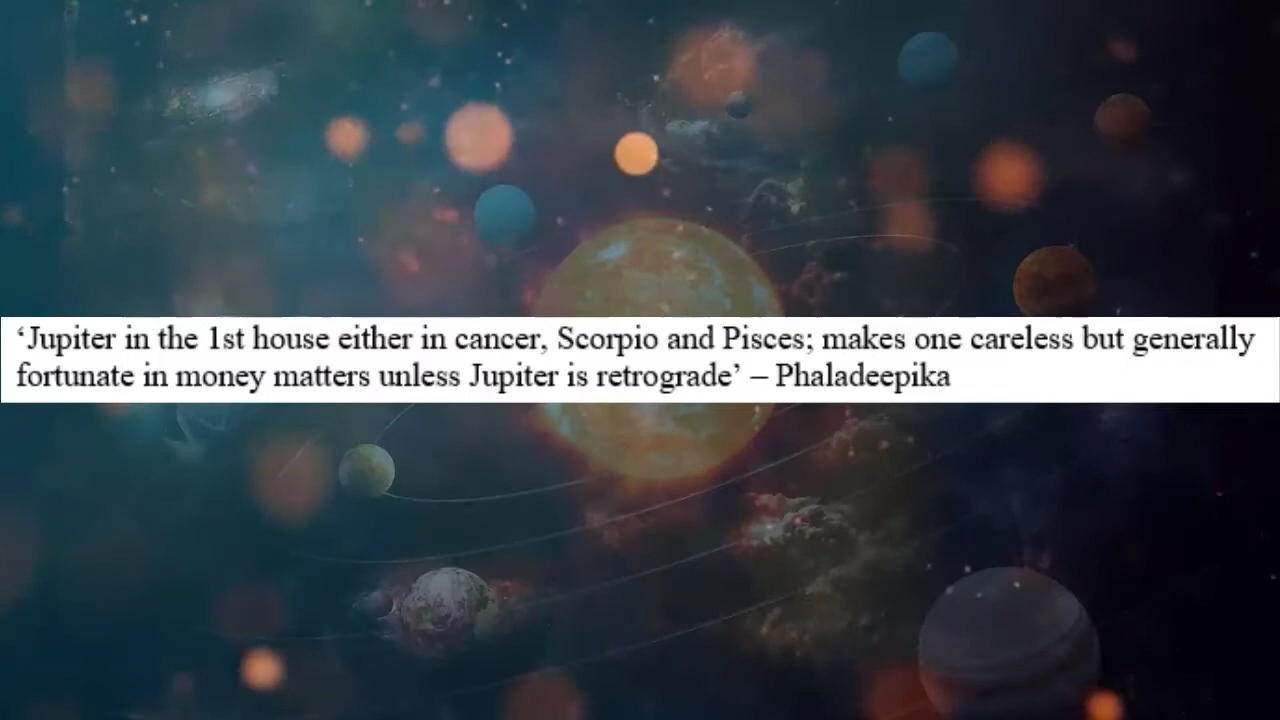 ‘Jupiter in the 1st house either in cancer, Scorpio and Pisces; makes one careless but generally
fortunate in money matters unless Jupiter is retrograde’ – Phaladeepika